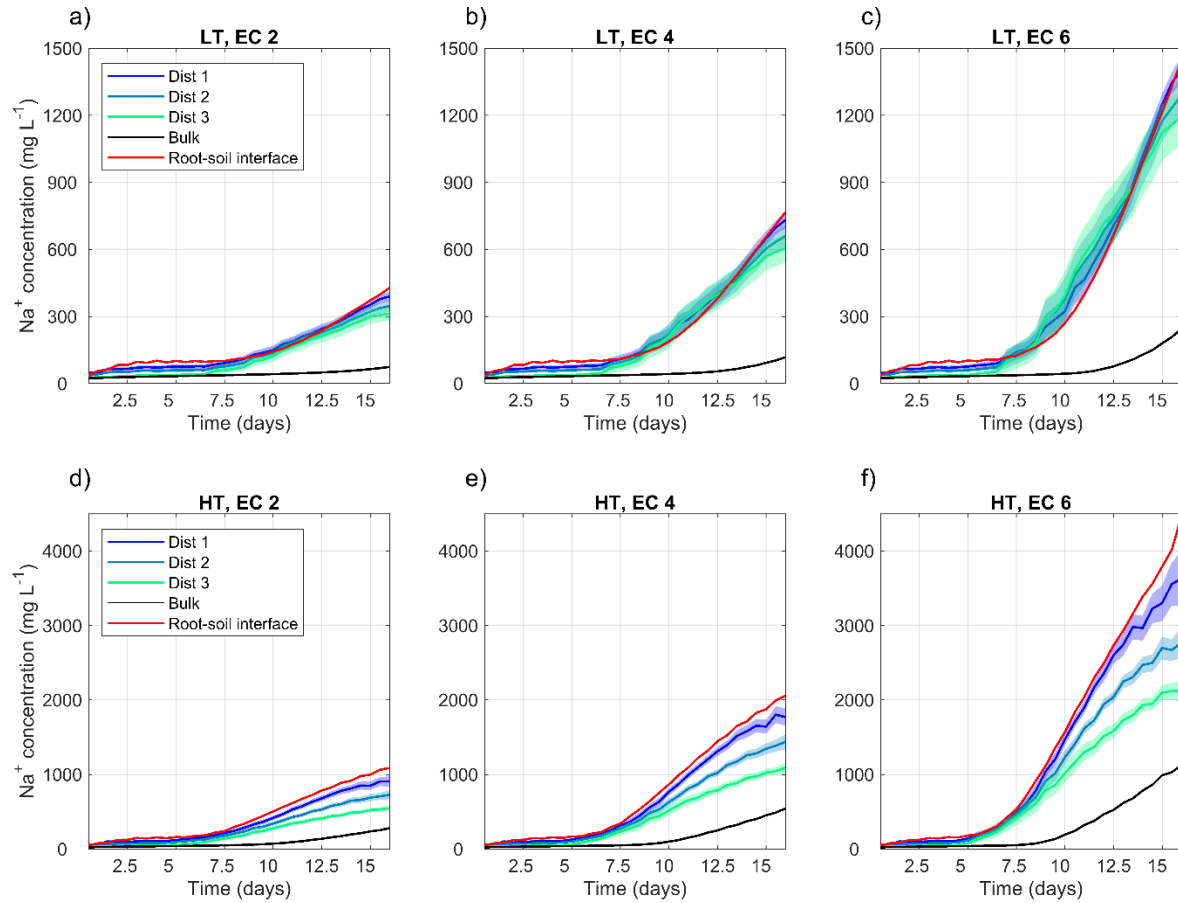 a)
LT, EC 2
1500
1200
900
600
300
0
Na⁺ concentration (mg L⁻¹)
Dist 1
Dist 2
Dist 3
Bulk
Root-soil interface
2.5 5 7.5 10 12.5 15
Time (days)
b)
LT, EC 4
1500
1200
900
600
300
0
2.5 5 7.5 10 12.5 15
Time (days)
c)
LT, EC 6
1500
1200
900
600
300
0
2.5 5 7.5 10 12.5 15
Time (days)
d)
HT, EC 2
4000
3000
2000
1000
0
Na⁺ concentration (mg L⁻¹)
Dist 1
Dist 2
Dist 3
Bulk
Root-soil interface
2.5 5 7.5 10 12.5 15
Time (days)
e)
HT, EC 4
4000
3000
2000
1000
0
2.5 5 7.5 10 12.5 15
Time (days)
f)
HT, EC 6
4000
3000
2000
1000
0
2.5 5 7.5 10 12.5 15
Time (days)